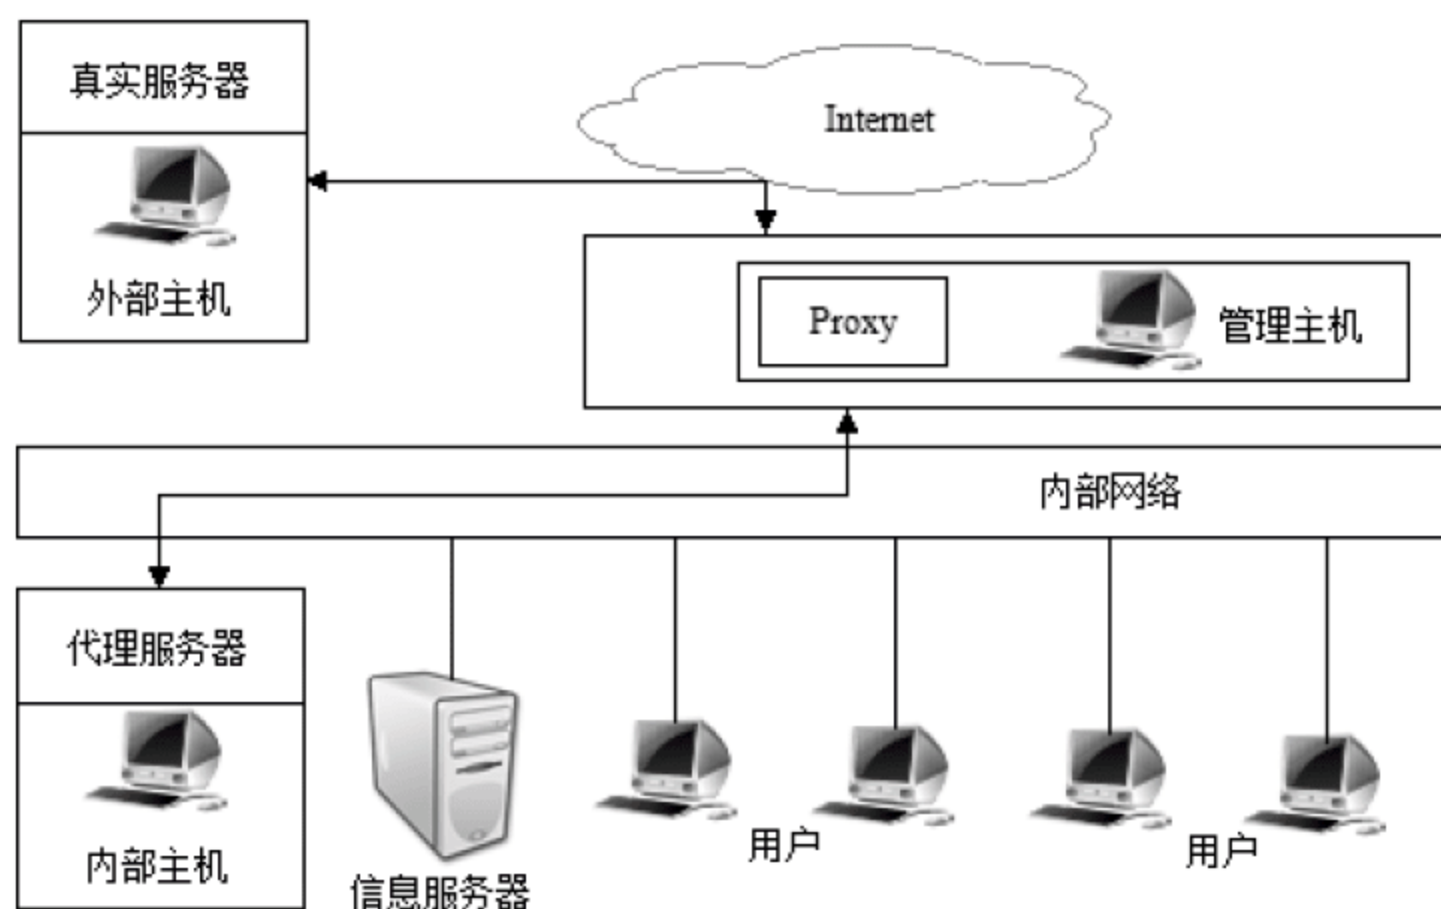 真实服务器
Internet
外部主机
Proxy
管理主机
内部网络
代理服务器
内部主机
信息服务器
用户
用户